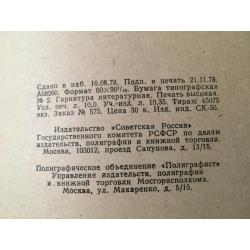 Сдано в наб. 16.08.78. Подп. в печать 21.11.78.
А08260. Формат 60×90¹/₁₆. Бумага типографская
№ 2. Гарнитура литературная. Печать высокая.
Усл. печ. л. 10,0. Уч.-изд. л. 10,35. Тираж 45075
экз. Заказ № 575. Цена 30 к. Изд. инд. СК-56.
Издательство «Советская Россия»
Государственного комитета РСФСР по делам
издательств, полиграфии и книжной торговли.
Москва, 103012, проезд Сапунова, д. 13/15.
Полиграфическое объединение «Полиграфист»
Управления издательств, полиграфии
и книжной торговли Мосгорисполкома.
Москва, ул. Макаренко, д. 5/16.